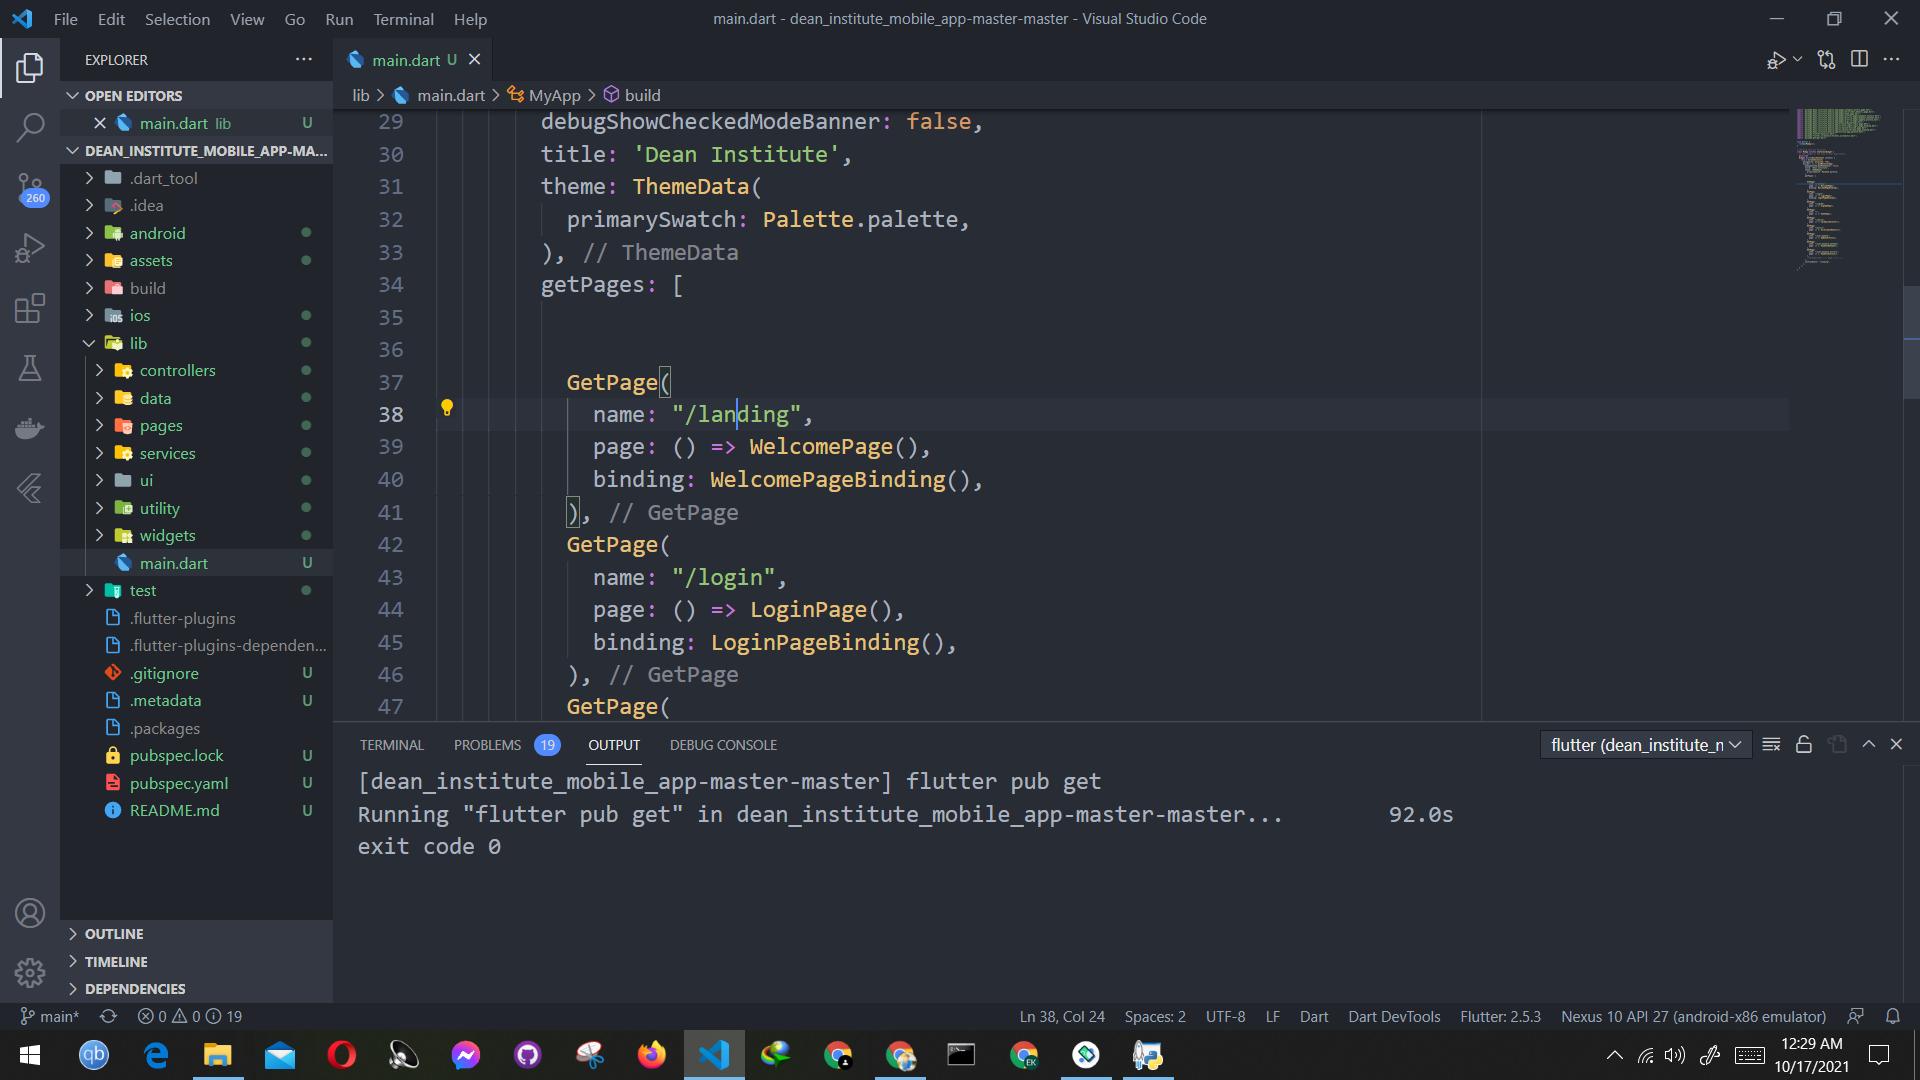 File Edit Selection View Go Run Terminal Help
main.dart - dean_institute_mobile_app-master-master - Visual Studio Code
EXPLORER
main.dart U
OPEN EDITORS
main.dart lib U
DEAN_INSTITUTE_MOBILE_APP-MA...
.dart_tool
.idea
android
assets
build
ios
lib
controllers
data
pages
services
ui
utility
widgets
main.dart U
test
.flutter-plugins
.flutter-plugins-dependen...
.gitignore U
.metadata U
.packages
pubspec.lock U
pubspec.yaml U
README.md U
OUTLINE
TIMELINE
DEPENDENCIES
260
lib > main.dart > MyApp > build
29 debugShowCheckedModeBanner: false,
30 title: 'Dean Institute',
31 theme: ThemeData(
32 primarySwatch: Palette.palette,
33 ), // ThemeData
34 getPages: [
35
36
37 GetPage(
38 name: "/landing",
39 page: () => WelcomePage(),
40 binding: WelcomePageBinding(),
41 ), // GetPage
42 GetPage(
43 name: "/login",
44 page: () => LoginPage(),
45 binding: LoginPageBinding(),
46 ), // GetPage
47 GetPage(
TERMINAL PROBLEMS 19 OUTPUT DEBUG CONSOLE
flutter (dean_institute_n
[dean_institute_mobile_app-master-master] flutter pub get
Running "flutter pub get" in dean_institute_mobile_app-master-master... 92.0s
exit code 0
main* 0 0 19
Ln 38, Col 24 Spaces: 2 UTF-8 LF Dart Dart DevTools Flutter: 2.5.3 Nexus 10 API 27 (android-x86 emulator)
qb
EK
12:29 AM
10/17/2021